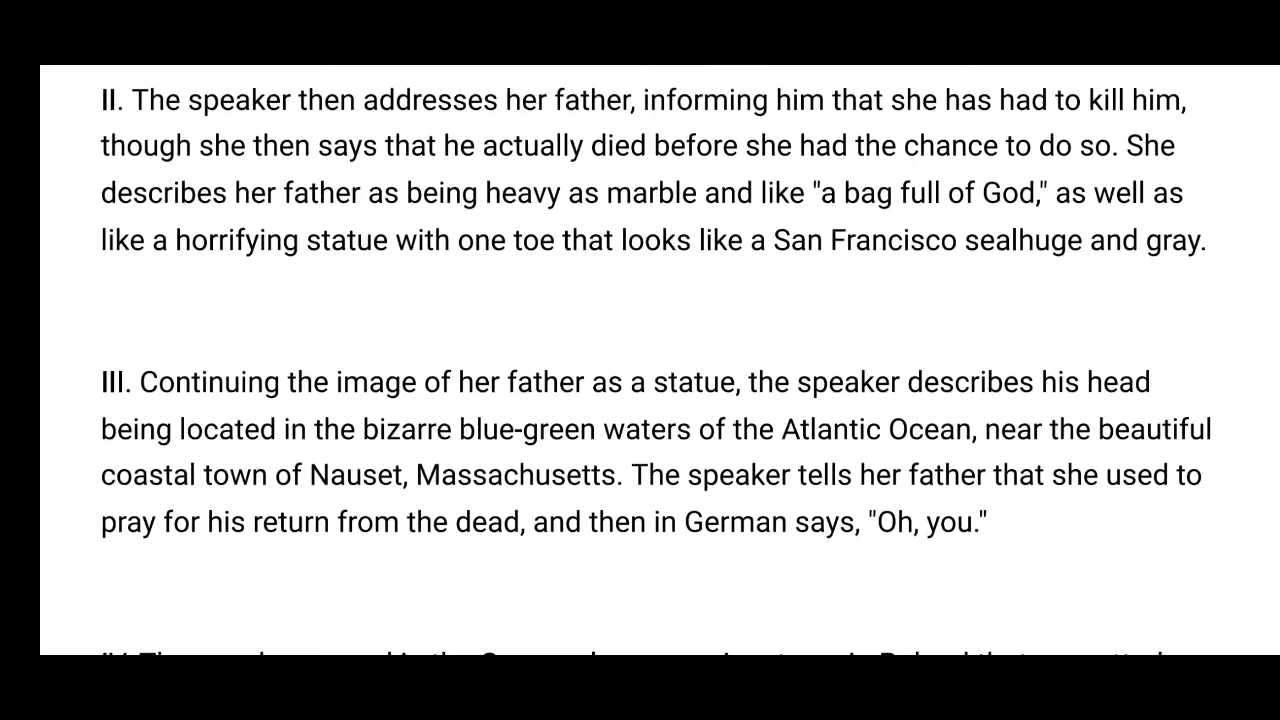 II. The speaker then addresses her father, informing him that she has had to kill him,
though she then says that he actually died before she had the chance to do so. She
describes her father as being heavy as marble and like "a bag full of God," as well as
like a horrifying statue with one toe that looks like a San Francisco sealhuge and gray.
III. Continuing the image of her father as a statue, the speaker describes his head
being located in the bizarre blue-green waters of the Atlantic Ocean, near the beautiful
coastal town of Nauset, Massachusetts. The speaker tells her father that she used to
pray for his return from the dead, and then in German says, "Oh, you."